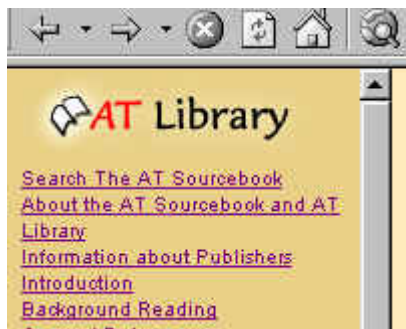 AT Library
Search The AT Sourcebook
About the AT Sourcebook and AT
Library
Information about Publishers
Introduction
Background Reading